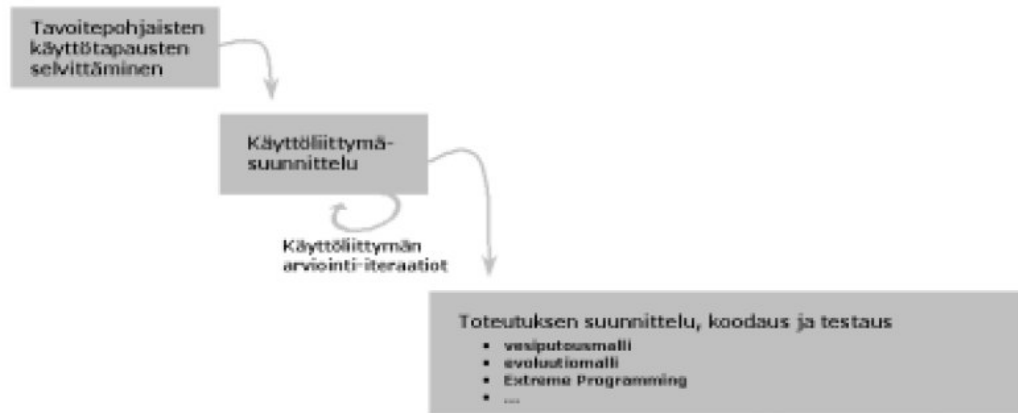 Tavoitepohjaisten
käyttötapausten
selvittäminen
Käyttöliittymä-
suunnittelu
Käyttöliittymän
arviointi-iteraatiot
Toteutuksen suunnittelu, koodaus ja testaus
▪ vesiputousmalli
▪ evoluutiomalli
▪ Extreme Programming
▪ ...